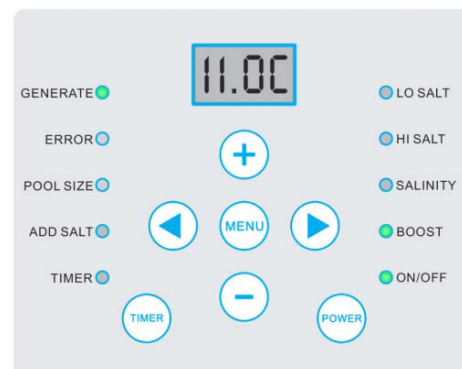 11.0C
GENERATE
LO SALT
ERROR
HI SALT
POOL SIZE
SALINITY
ADD SALT
MENU
BOOST
TIMER
ON/OFF
TIMER
POWER